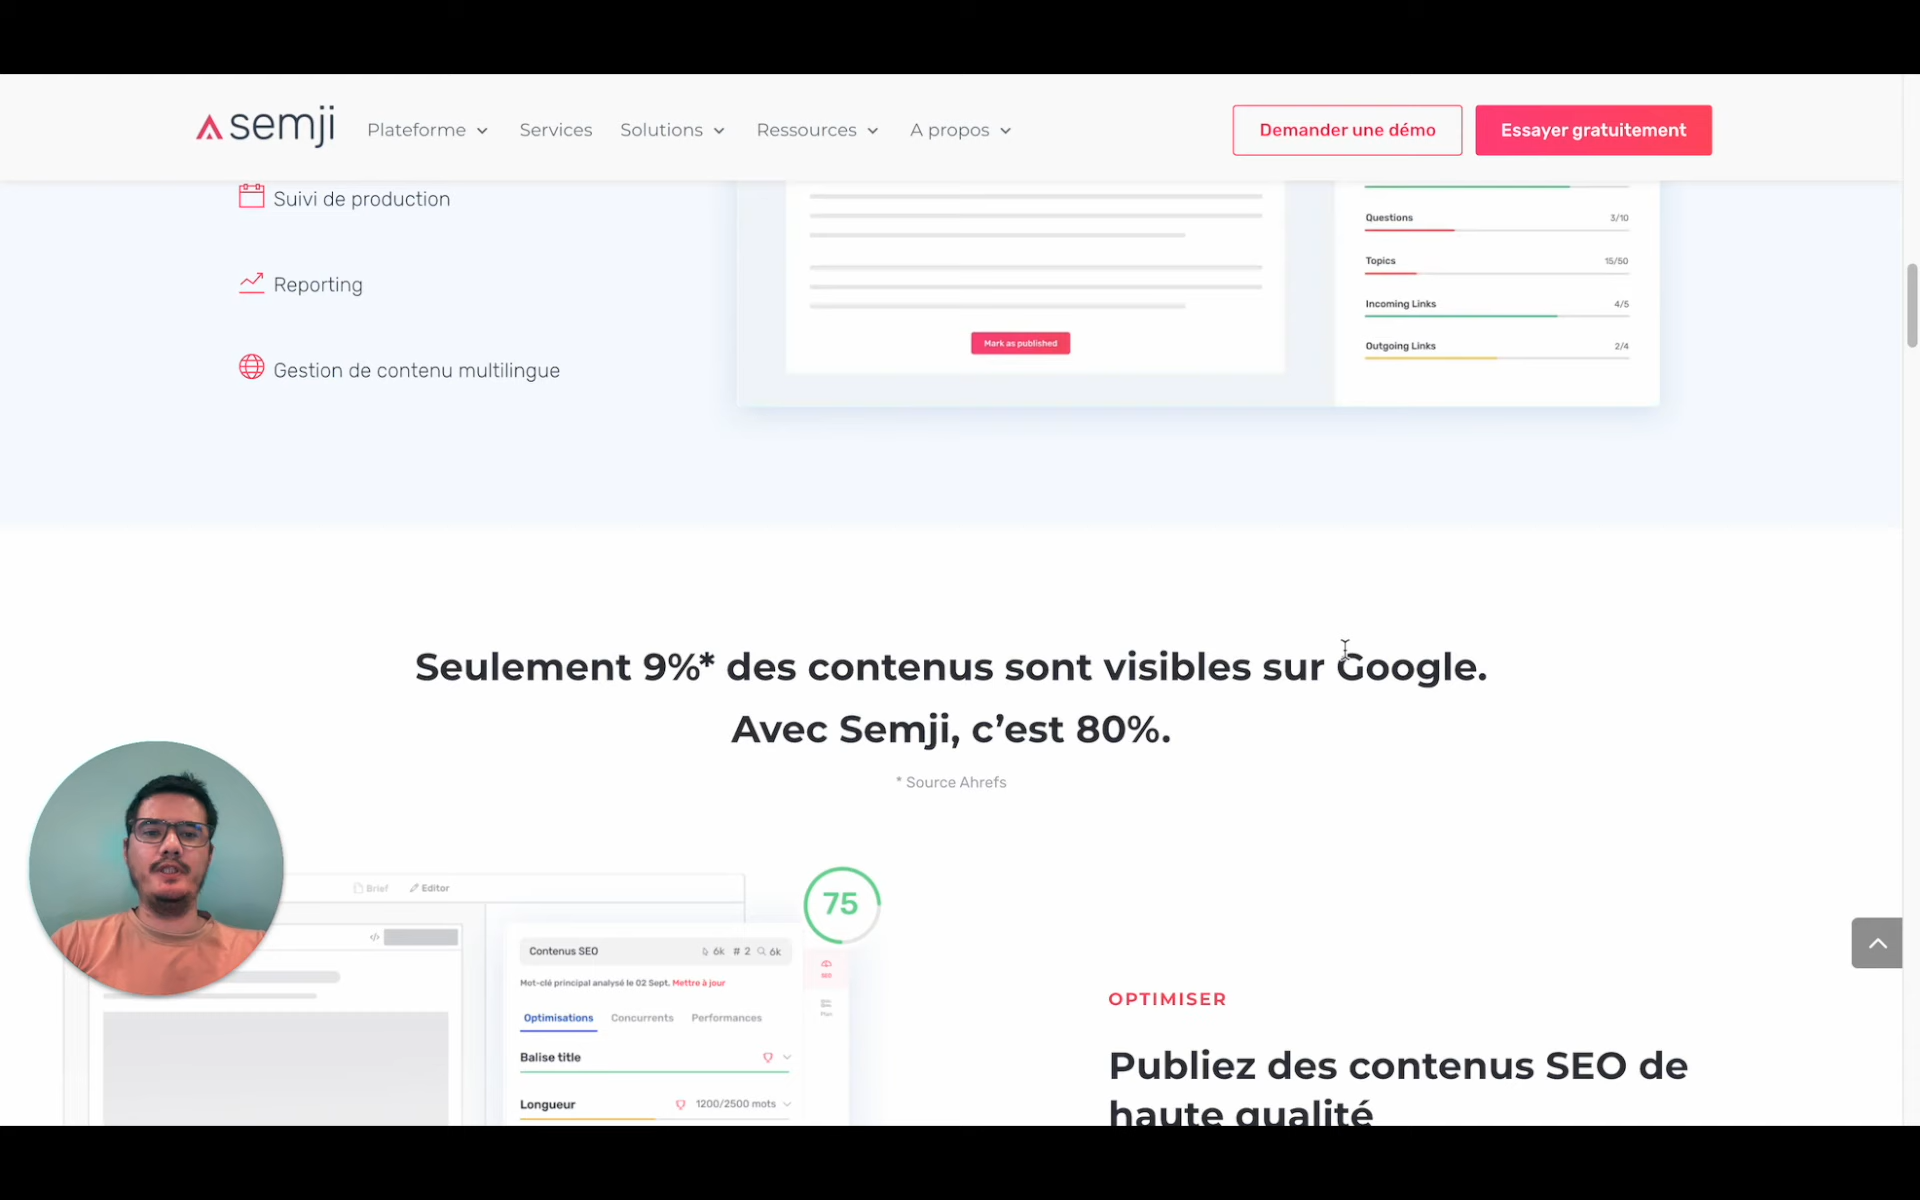 semji
Plateforme
Services
Solutions
Ressources
A propos
Demander une démo
Essayer gratuitement
Suivi de production
Reporting
Gestion de contenu multilingue
Mark as published
Questions 3/10
Topics 15/50
Incoming Links 4/5
Outgoing Links 2/4
Seulement 9%* des contenus sont visibles sur Google.
Avec Semji, c’est 80%.
* Source Ahrefs
Brief
Editor
75
Contenus SEO 6k # 2 6k
Mot-clé principal analysé le 02 Sept. Mettre à jour
SEO
Plan
Optimisations Concurrents Performances
Balise title
Longueur 1200/2500 mots
OPTIMISER
Publiez des contenus SEO de
haute qualité